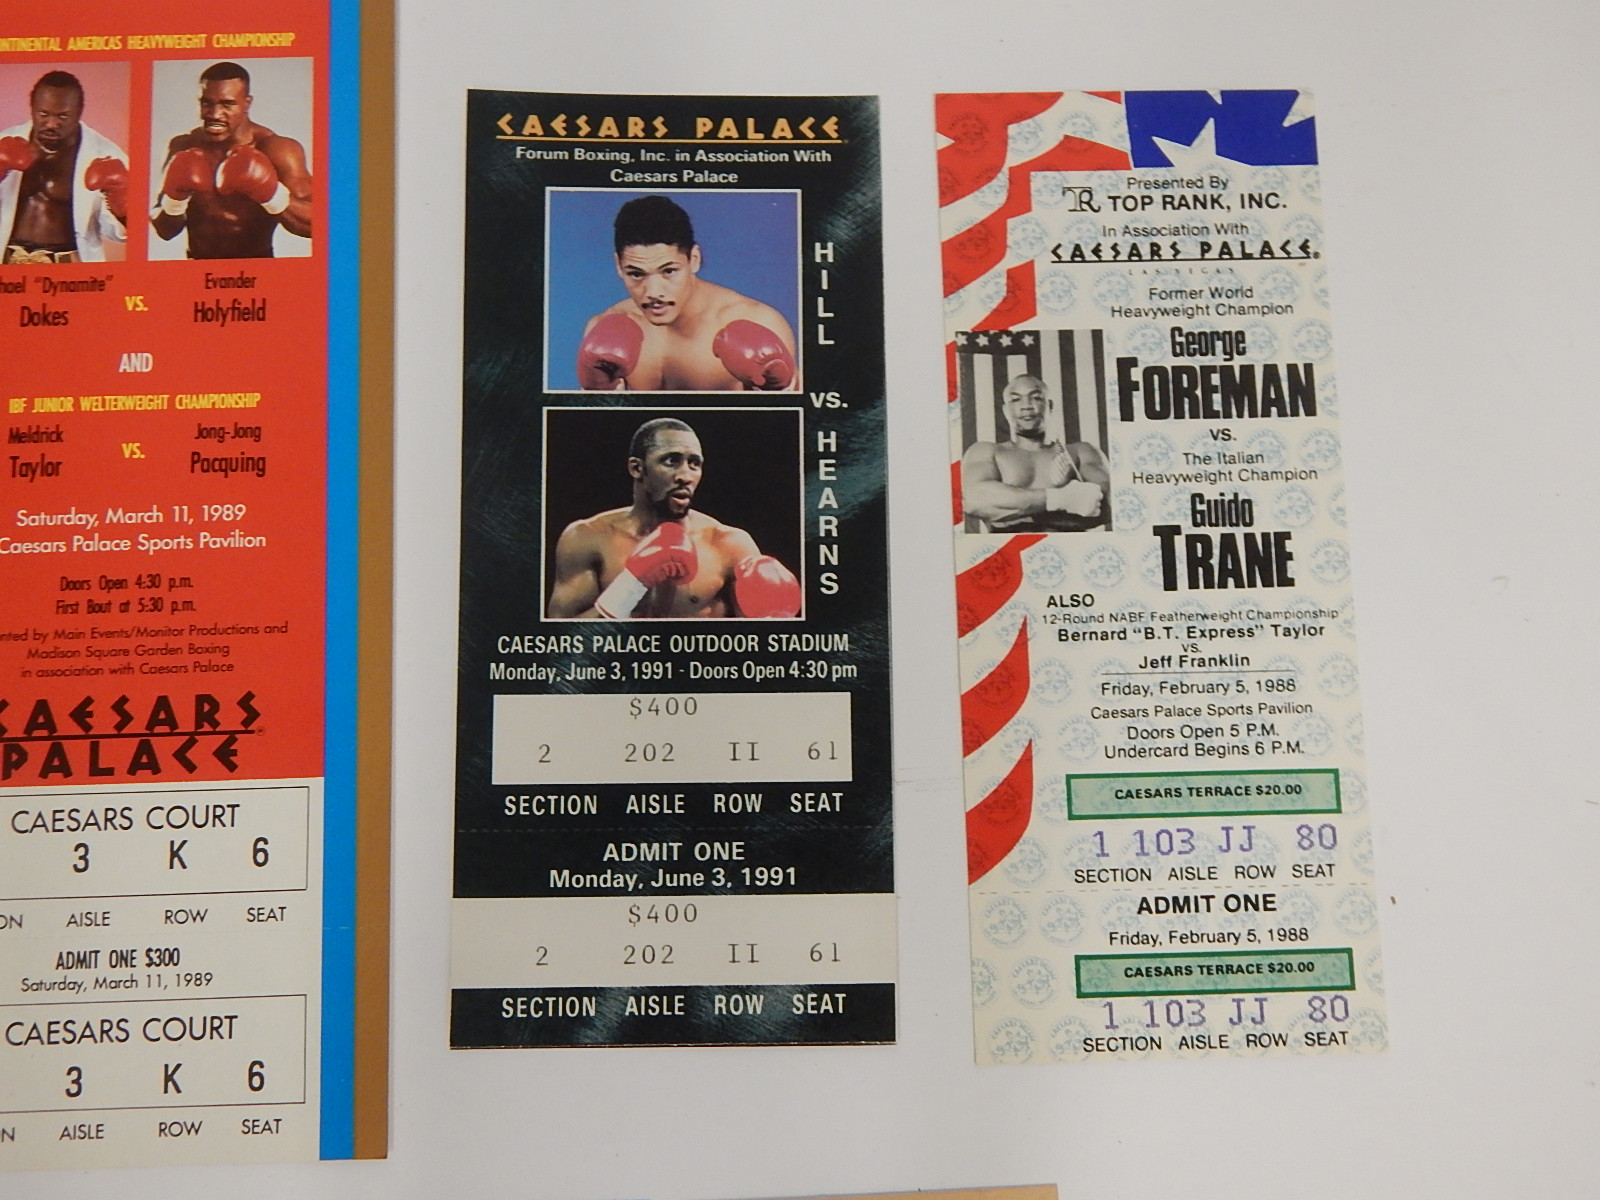 CONTINENTAL AMERICAS HEAVYWEIGHT CHAMPIONSHIP
"Dynamite"
Dokes
VS.
Evander
Holyfield
AND
IBF JUNIOR WELTERWEIGHT CHAMPIONSHIP
Meldrick
Taylor
VS.
Jong-Jong
Pacquing
Saturday, March 11, 1989
Caesars Palace Sports Pavilion
Doors Open 4:30 p.m.
First Bout at 5:30 p.m.
by Main Events/Monitor Productions and
Madison Square Garden Boxing
in association with Caesars Palace
CAESARS
PALACE
CAESARS COURT
3 K 6
AISLE ROW SEAT
ADMIT ONE $300
Saturday, March 11, 1989
CAESARS COURT
3 K 6
AISLE ROW SEAT
CAESARS PALACE
Forum Boxing, Inc. in Association With
Caesars Palace
HILL
VS.
HEARNS
CAESARS PALACE OUTDOOR STADIUM
Monday, June 3, 1991 - Doors Open 4:30 pm
$400
2 202 II 61
SECTION AISLE ROW SEAT
ADMIT ONE
Monday, June 3, 1991
$400
2 202 II 61
SECTION AISLE ROW SEAT
Presented By
TR TOP RANK, INC.
In Association With
CAESARS PALACE®
LAS VEGAS
Former World
Heavyweight Champion
George
FOREMAN
VS.
The Italian
Heavyweight Champion
Guido
TRANE
ALSO
12-Round NABF Featherweight Championship
Bernard "B.T. Express" Taylor
VS.
Jeff Franklin
Friday, February 5, 1988
Caesars Palace Sports Pavilion
Doors Open 5 P.M.
Undercard Begins 6 P.M.
CAESARS TERRACE $20.00
1 103 JJ 80
SECTION AISLE ROW SEAT
ADMIT ONE
Friday, February 5, 1988
CAESARS TERRACE $20.00
1 103 JJ 80
SECTION AISLE ROW SEAT